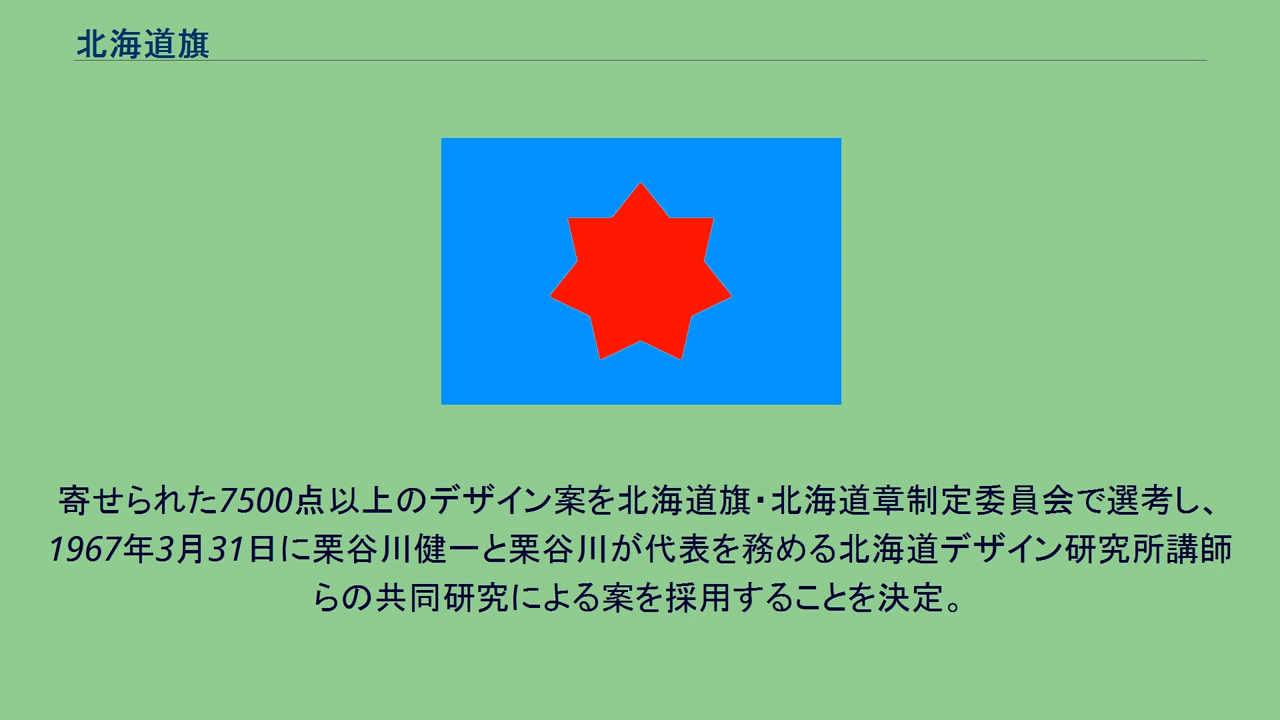 北海道旗
寄せられた7500点以上のデザイン案を北海道旗・北海道章制定委員会で選考し、
1967年3月31日に栗谷川健一と栗谷川が代表を務める北海道デザイン研究所講師
らの共同研究による案を採用することを決定。